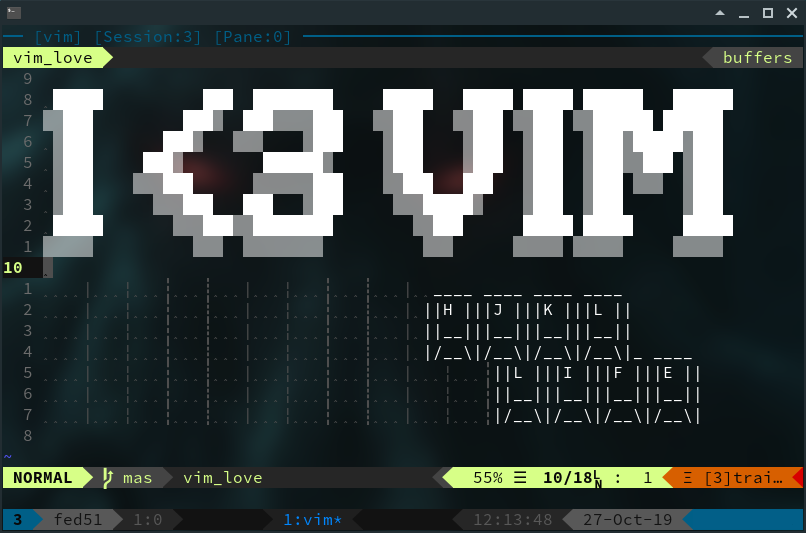 [vim] [Session:3] [Pane:0]
vim_love buffers
9
8
7
6
5
4
3
2
1
I <3 VIM
10
1 ____ ____ ____ ____
2 ||H |||J |||K |||L ||
3 ||__|||__|||__|||__||
4 |/__\|/__\|/__\|/__\|_ ____
5 ||L |||I |||F |||E ||
6 ||__|||__|||__|||__||
7 |/__\|/__\|/__\|/__\|
8
~
NORMAL mas vim_love 55% ☰ 10/18 LN : 1 Ξ [3]trai…
3 fed51 1:0 1:vim* 12:13:48 27-Oct-19